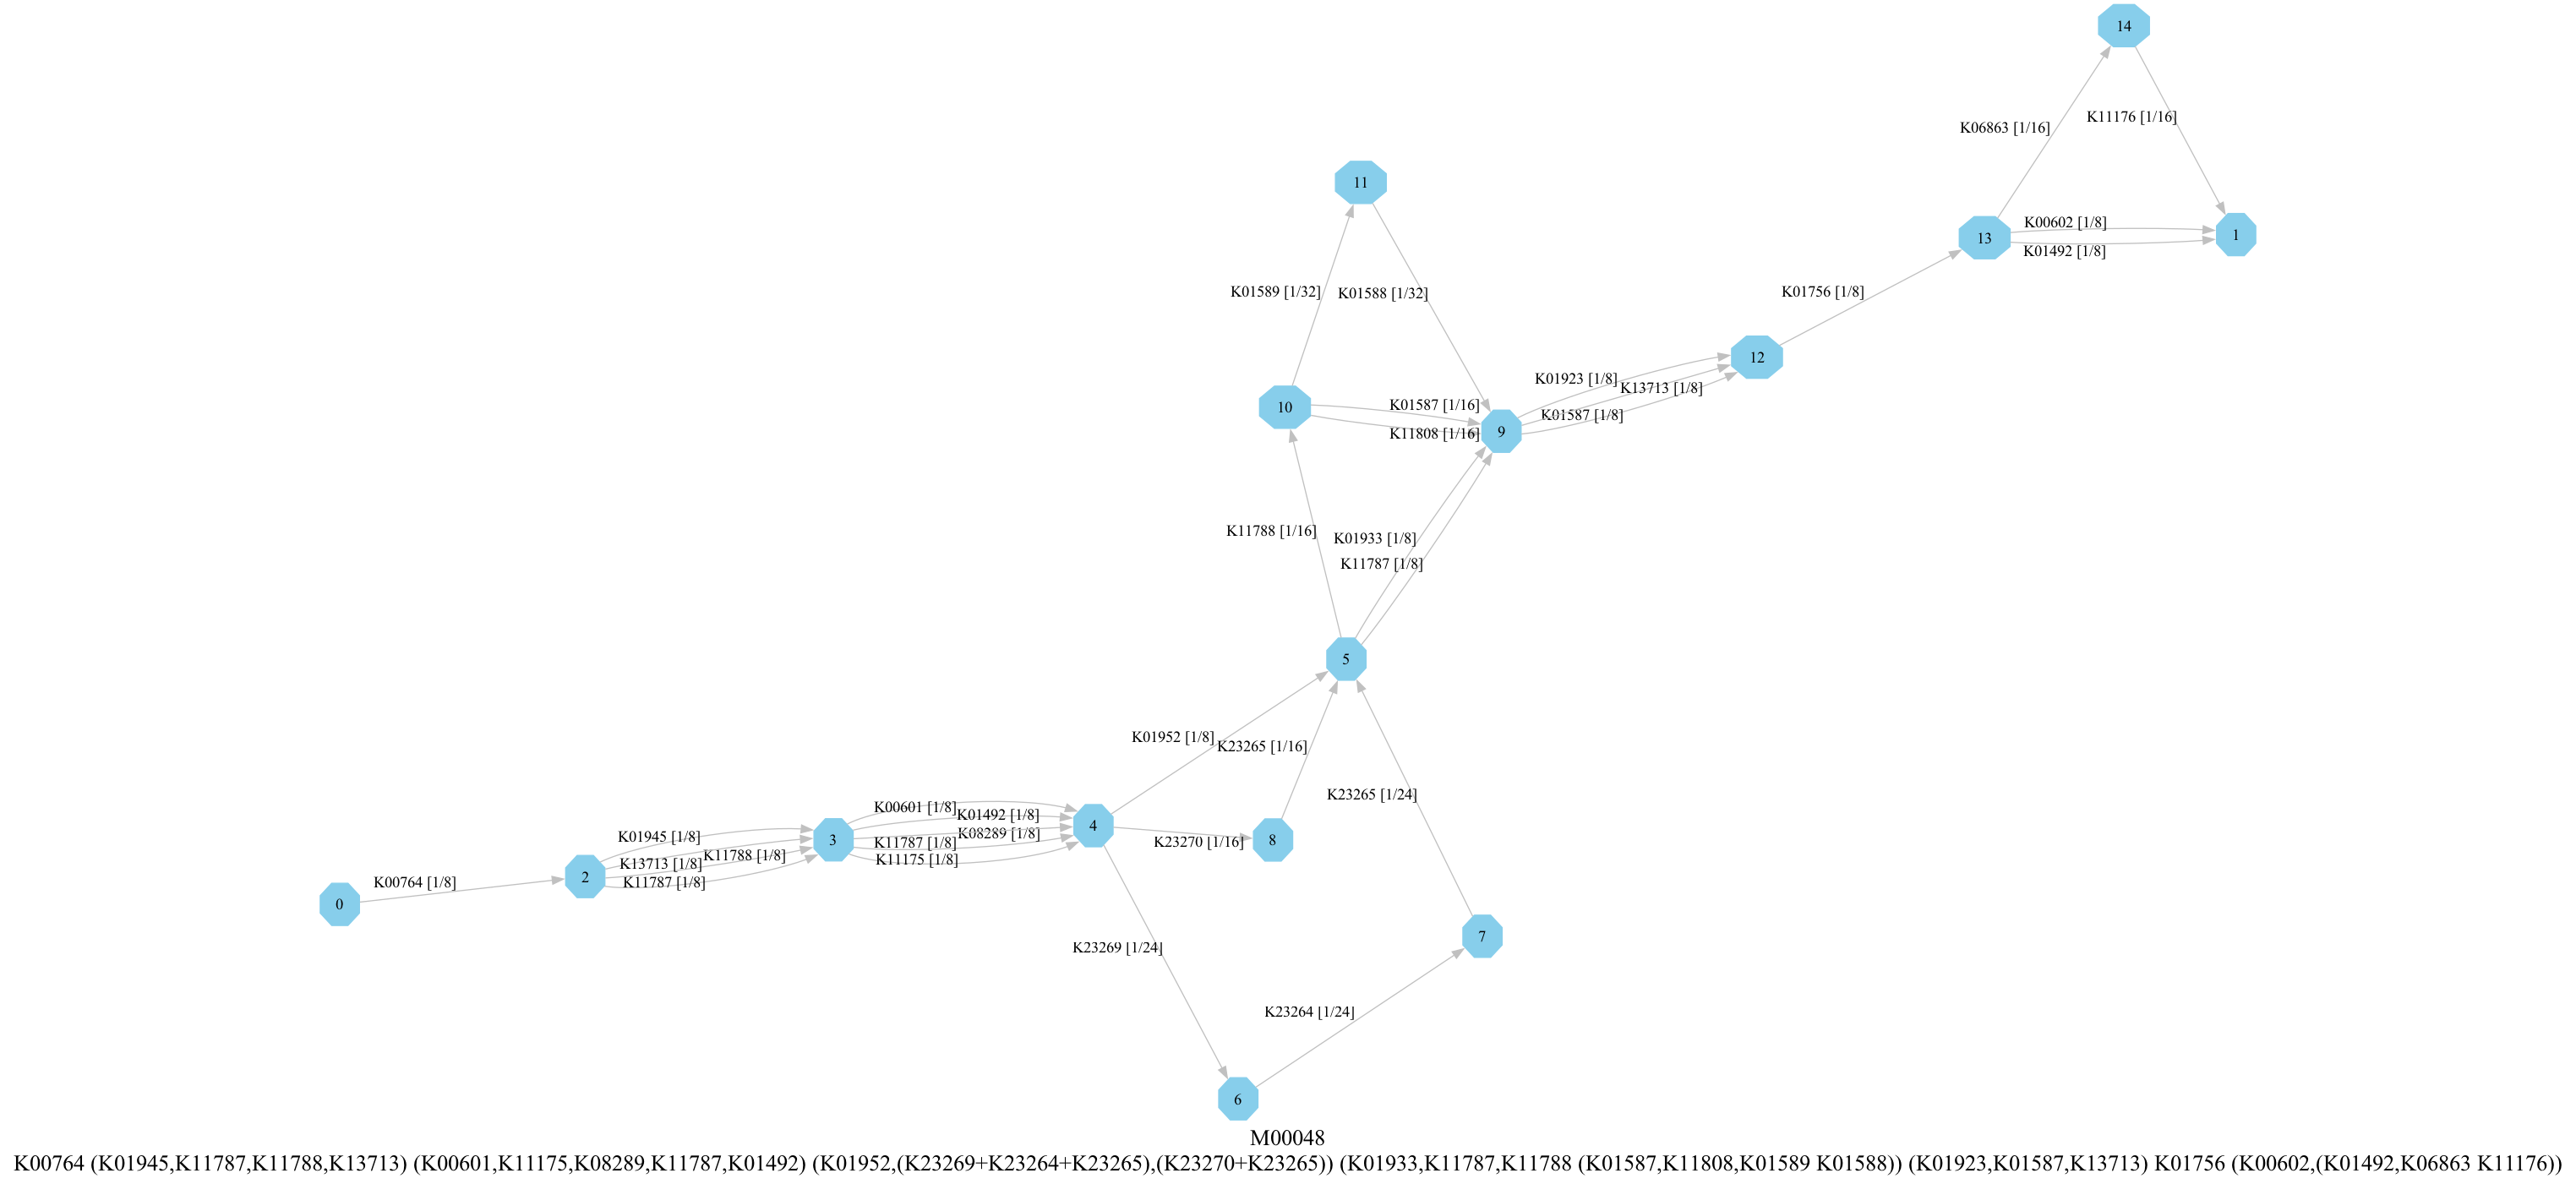 14
K11176 [1/16]
K06863 [1/16]
11
K00602 [1/8]
13
1
K01492 [1/8]
K01589 [1/32]
K01588 [1/32]
K01756 [1/8]
12
K01923 [1/8]
K13713 [1/8]
10
K01587 [1/16]
K01587 [1/8]
K11808 [1/16]
9
K11788 [1/16]
K01933 [1/8]
K11787 [1/8]
5
K01952 [1/8]
K23265 [1/16]
K23265 [1/24]
K00601 [1/8]
K01492 [1/8]
4
K08289 [1/8]
K01945 [1/8]
3
K11787 [1/8]
K23270 [1/16]
8
K13713 [1/8]
K11788 [1/8]
K11175 [1/8]
K00764 [1/8]
2
K11787 [1/8]
0
7
K23269 [1/24]
K23264 [1/24]
6
M00048
K00764 (K01945,K11787,K11788,K13713) (K00601,K11175,K08289,K11787,K01492) (K01952,(K23269+K23264+K23265),(K23270+K23265)) (K01933,K11787,K11788 (K01587,K11808,K01589 K01588)) (K01923,K01587,K13713) K01756 (K00602,(K01492,K06863 K11176))